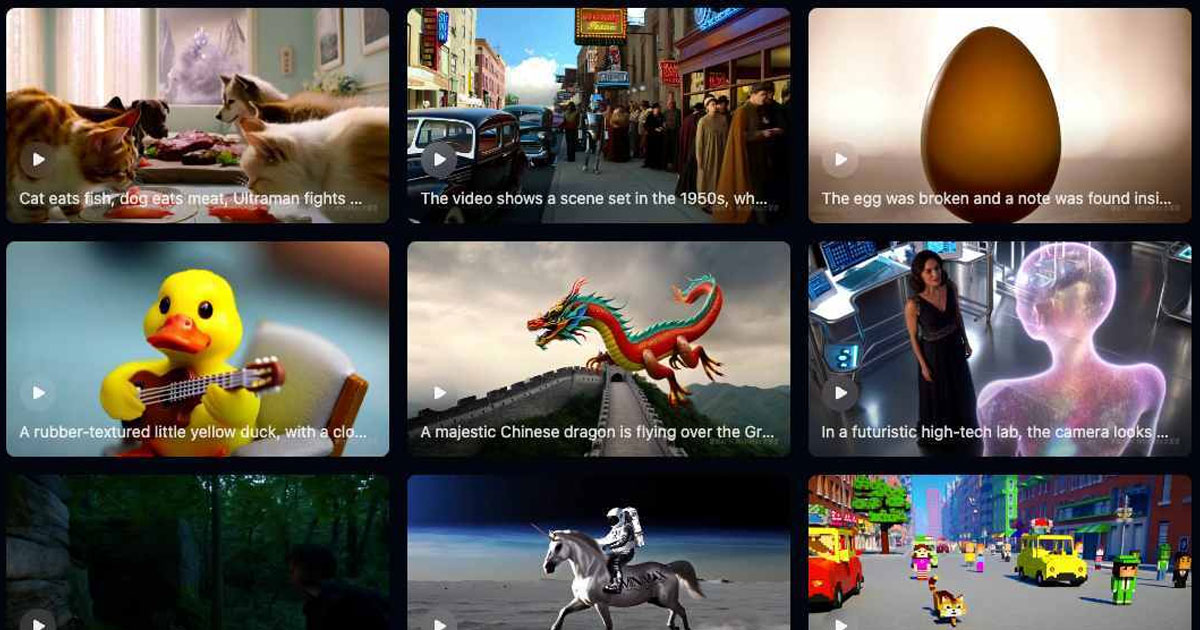 Cat eats fish, dog eats meat, Ultraman fights ...
The video shows a scene set in the 1950s, wh...
The egg was broken and a note was found insi...
A rubber-textured little yellow duck, with a clo...
A majestic Chinese dragon is flying over the Gr...
In a futuristic high-tech lab, the camera looks ...
MINIMAX